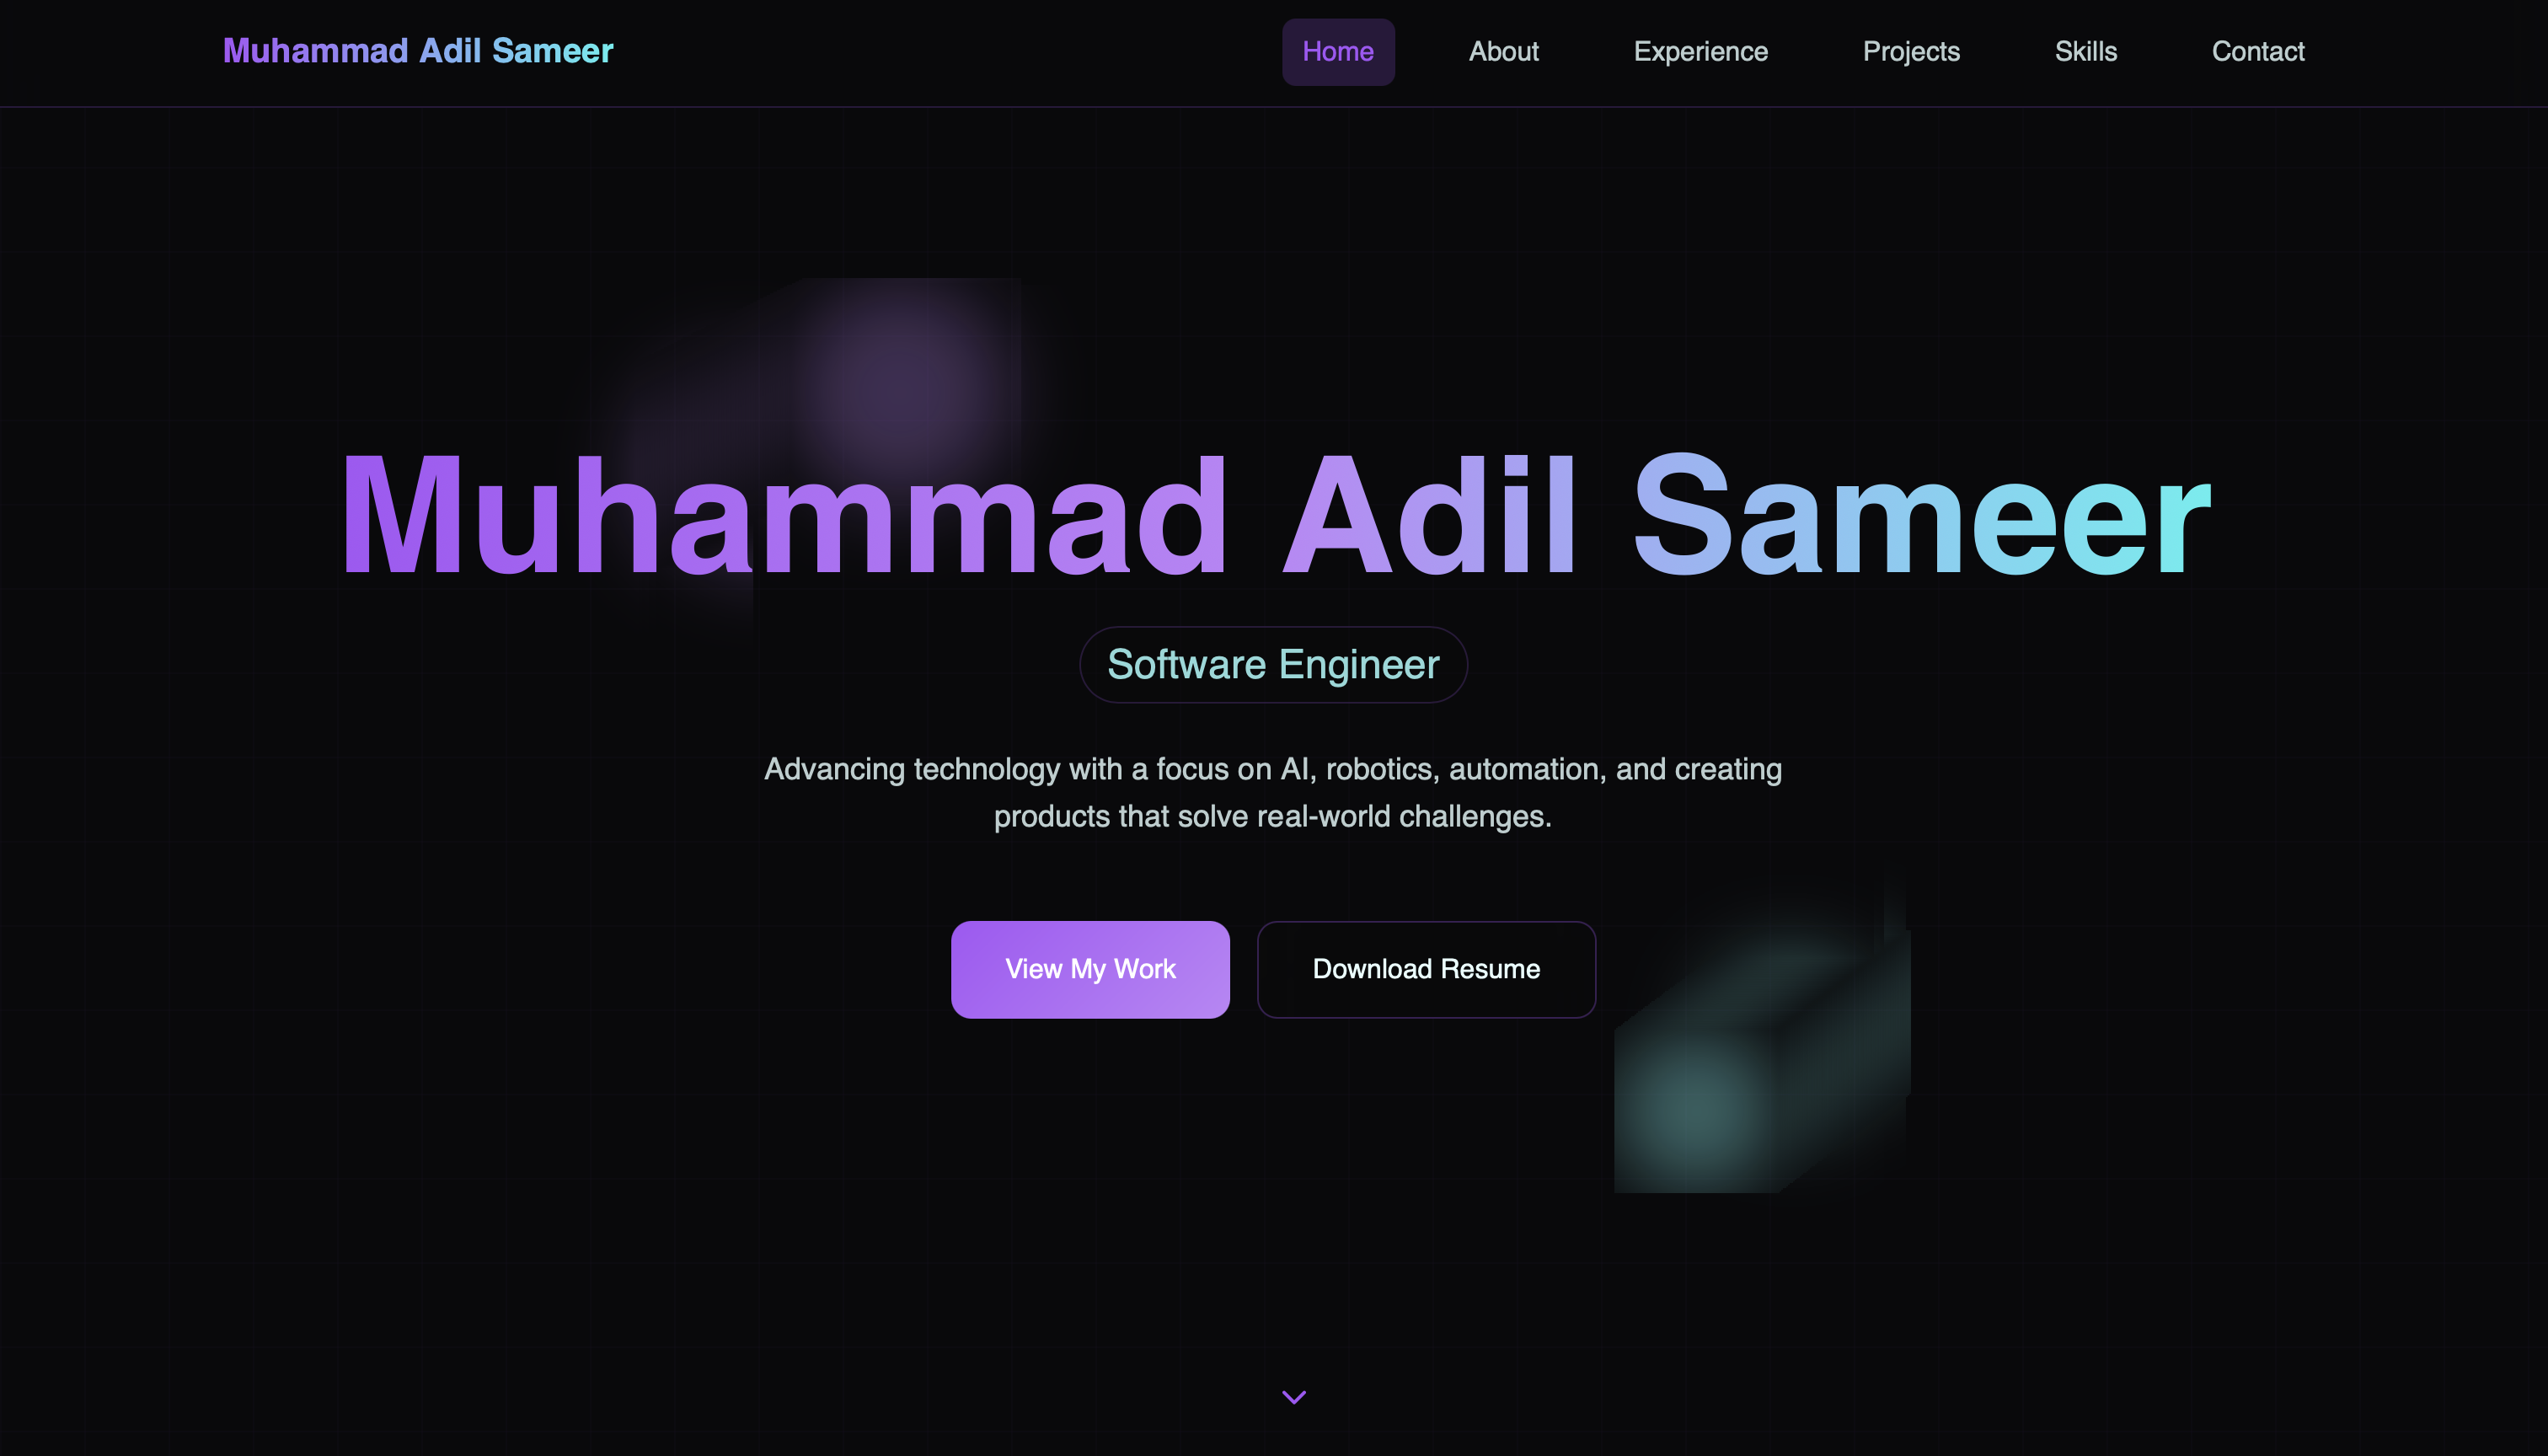 Muhammad Adil Sameer
Home
About
Experience
Projects
Skills
Contact
Muhammad Adil Sameer
Software Engineer
Advancing technology with a focus on AI, robotics, automation, and creating
products that solve real-world challenges.
View My Work
Download Resume